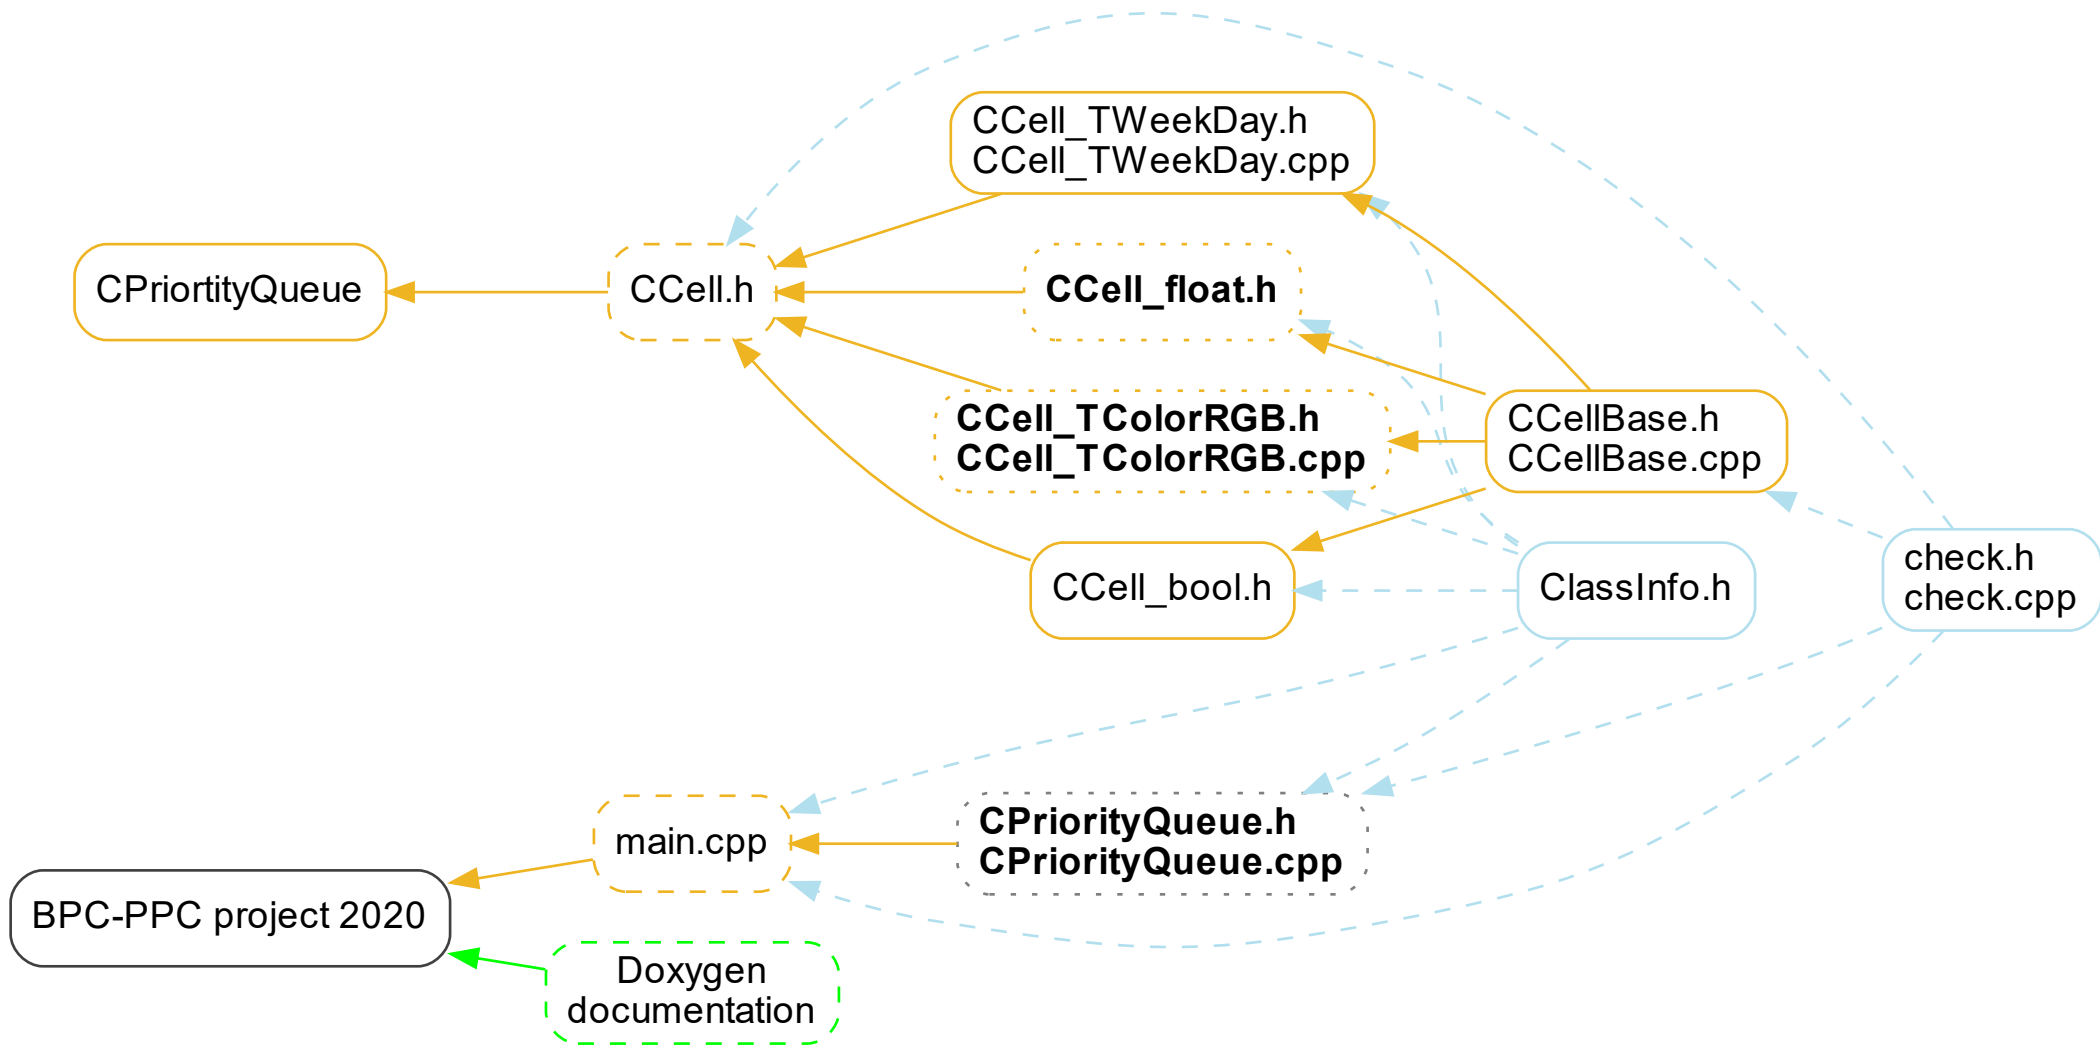 CCell_TWeekDay.h
CCell_TWeekDay.cpp
CPriortityQueue
CCell.h
CCell_float.h
CCell_TColorRGB.h
CCell_TColorRGB.cpp
CCellBase.h
CCellBase.cpp
CCell_bool.h
ClassInfo.h
check.h
check.cpp
main.cpp
CPriorityQueue.h
CPriorityQueue.cpp
BPC-PPC project 2020
Doxygen
documentation